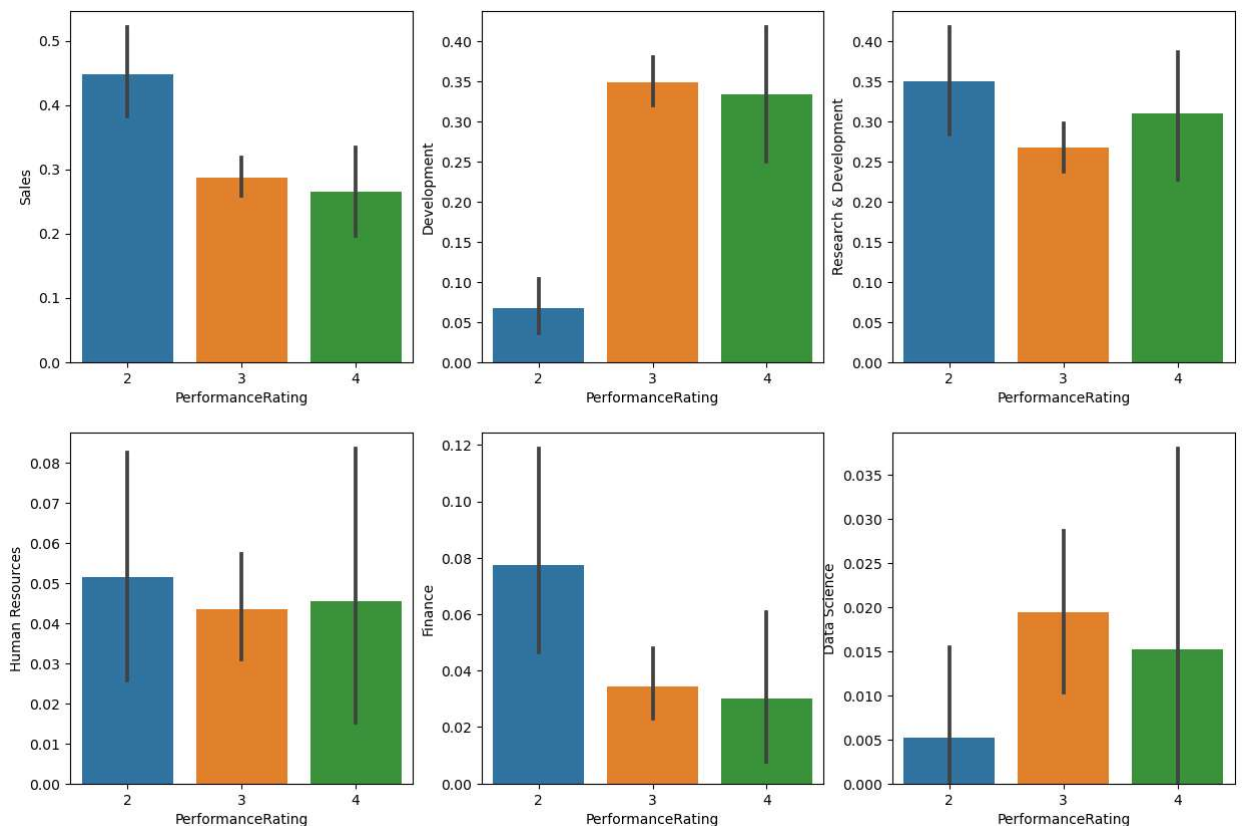 Sales
0.5
0.4
0.3
0.2
0.1
0.0
2 3 4
PerformanceRating
Development
0.40
0.35
0.30
0.25
0.20
0.15
0.10
0.05
0.00
2 3 4
PerformanceRating
Research & Development
0.40
0.35
0.30
0.25
0.20
0.15
0.10
0.05
0.00
2 3 4
PerformanceRating
Human Resources
0.08
0.07
0.06
0.05
0.04
0.03
0.02
0.01
0.00
2 3 4
PerformanceRating
Finance
0.12
0.10
0.08
0.06
0.04
0.02
0.00
2 3 4
PerformanceRating
Data Science
0.035
0.030
0.025
0.020
0.015
0.010
0.005
0.000
2 3 4
PerformanceRating